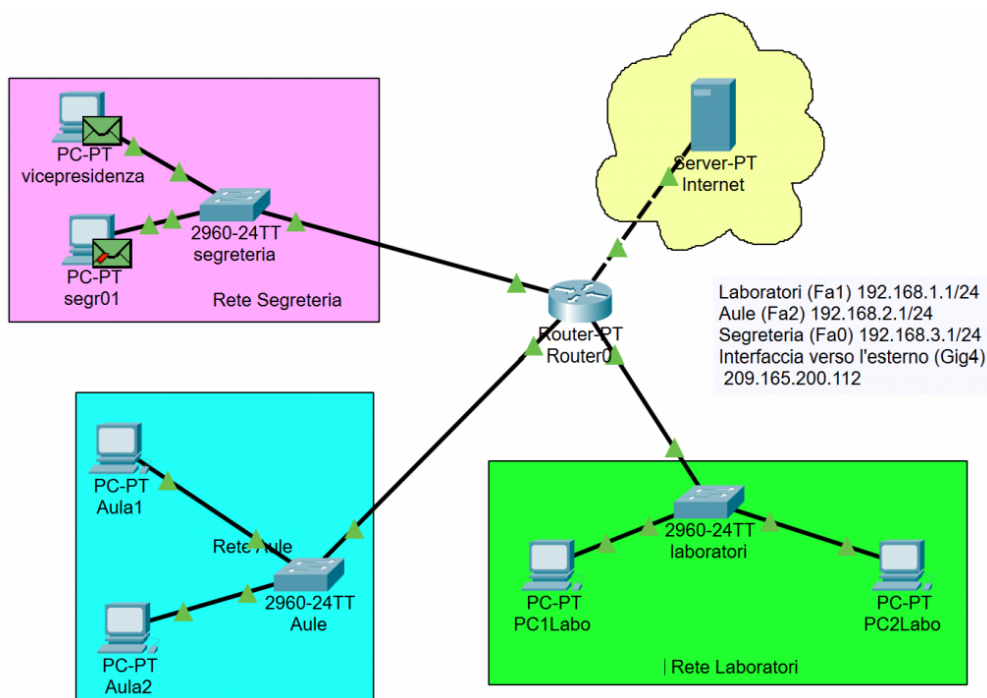 PC-PT
vicepresidenza
PC-PT
segr01
2960-24TT
segreteria
Rete Segreteria
Server-PT
Internet
Router-PT
Router0
Laboratori (Fa1) 192.168.1.1/24
Aule (Fa2) 192.168.2.1/24
Segreteria (Fa0) 192.168.3.1/24
Interfaccia verso l'esterno (Gig4)
209.165.200.112
PC-PT
Aula1
Rete Aule
2960-24TT
Aule
PC-PT
Aula2
2960-24TT
laboratori
PC-PT
PC1Labo
PC-PT
PC2Labo
Rete Laboratori